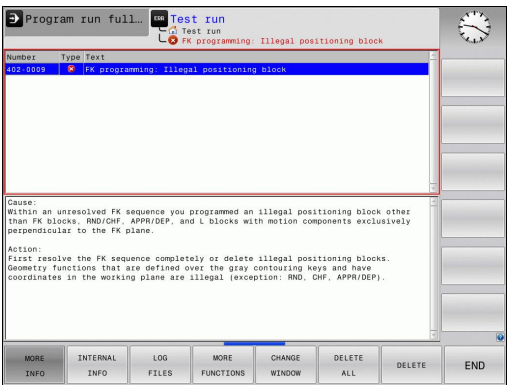 Program run full…
ERR Test run
Test run
FK programming: Illegal positioning block
Number Type Text
402-0009 FK programming: Illegal positioning block
Cause:
Within an unresolved FK sequence you programmed an illegal positioning block other
than FK blocks, RND/CHF, APPR/DEP, and L blocks with motion components exclusively
perpendicular to the FK plane.
Action:
First resolve the FK sequence completely or delete illegal positioning blocks.
Geometry functions that are defined over the gray contouring keys and have
coordinates in the working plane are illegal (exception: RND, CHF, APPR/DEP).
MORE INFO
INTERNAL INFO
LOG FILES
MORE FUNCTIONS
CHANGE WINDOW
DELETE ALL
DELETE
END